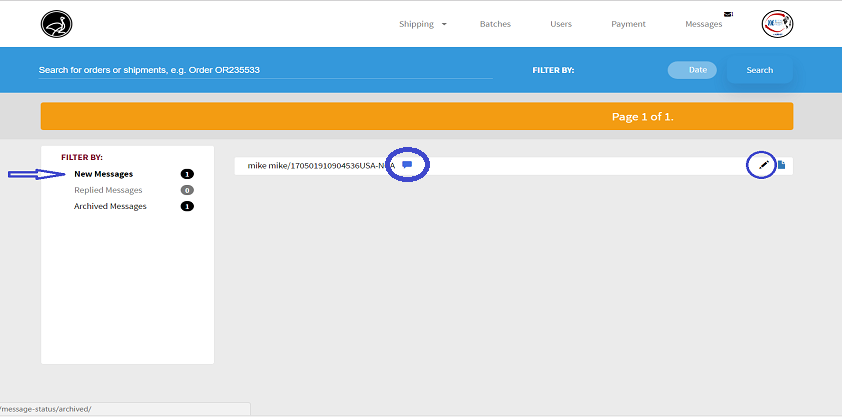 Shipping Batches Users Payment Messages
Search for orders or shipments, e.g. Order OR235533 FILTER BY: Date Search
Page 1 of 1.
FILTER BY:
New Messages 1
Replied Messages 0
Archived Messages 1
mike mike/170501910904536USA-N A
?message-status/archived/